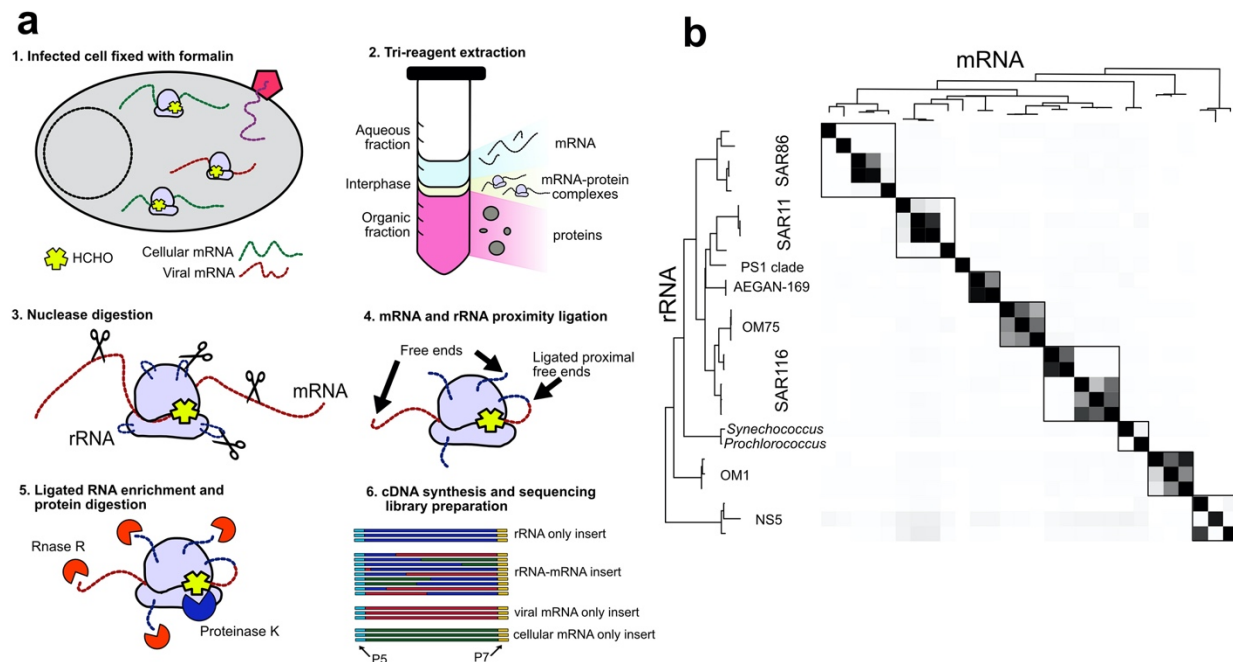 a
1. Infected cell fixed with formalin
HCHO
Cellular mRNA
Viral mRNA
2. Tri-reagent extraction
Aqueous
fraction
Interphase
Organic
fraction
mRNA
mRNA-protein
complexes
proteins
3. Nuclease digestion
mRNA
rRNA
4. mRNA and rRNA proximity ligation
Free ends
Ligated proximal
free ends
5. Ligated RNA enrichment and
protein digestion
Rnase R
Proteinase K
6. cDNA synthesis and sequencing
library preparation
rRNA only insert
rRNA-mRNA insert
viral mRNA only insert
cellular mRNA only insert
P5
P7
b
mRNA
rRNA
SAR86
SAR11
PS1 clade
AEGAN-169
OM75
SAR116
Synechococcus
Prochlorococcus
OM1
NS5